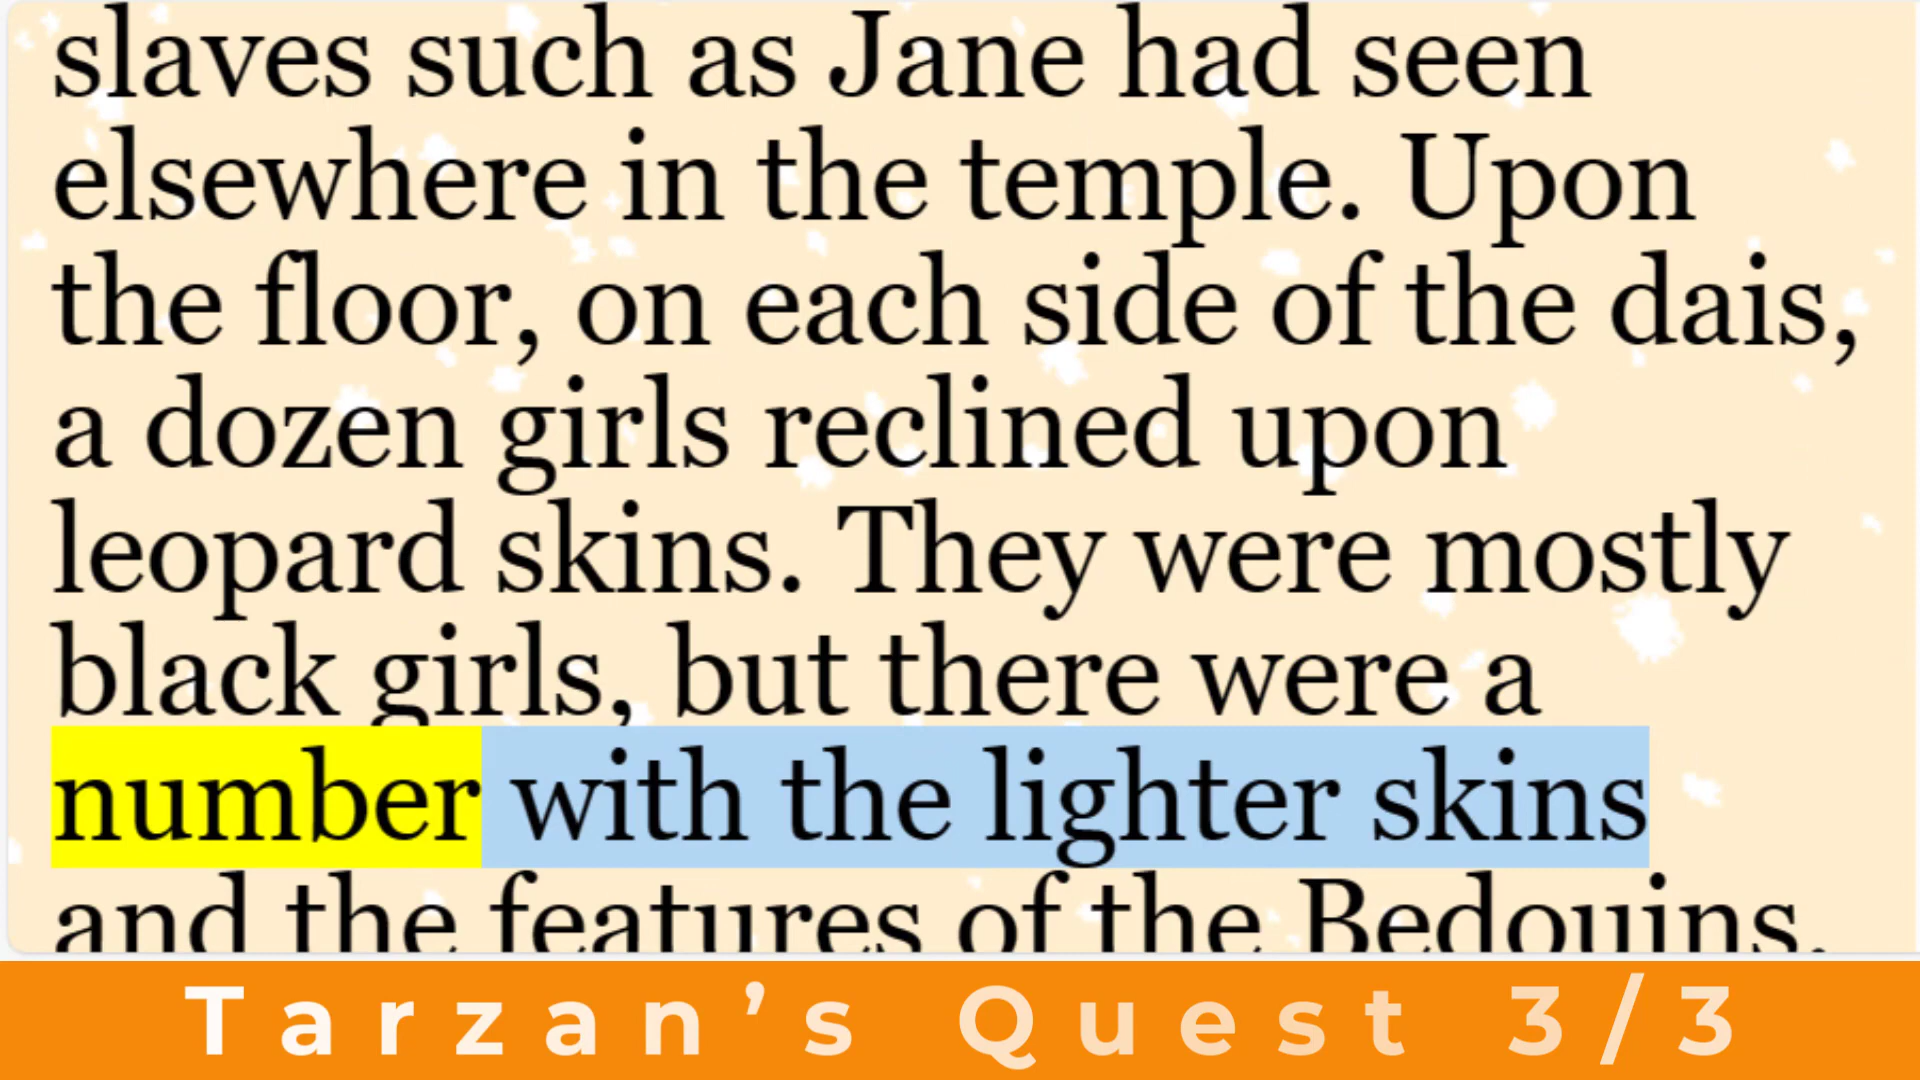 slaves such as Jane had seen
elsewhere in the temple. Upon
the floor, on each side of the dais,
a dozen girls reclined upon
leopard skins. They were mostly
black girls, but there were a
number with the lighter skins
and the features of the Bedouins.
Tarzan’s Quest 3/3